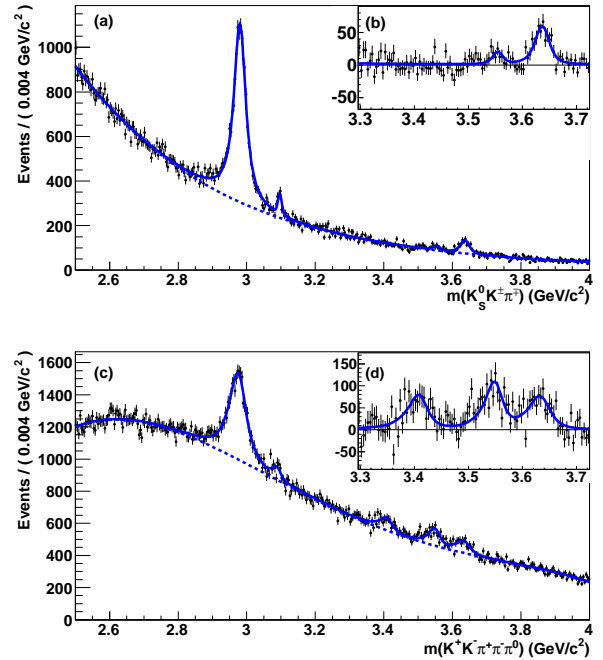 (a)
(b)
Events / ( 0.004 GeV/c²)
0
200
400
600
800
1000
2.6 2.8 3 3.2 3.4 3.6 3.8 4
m(K⁰_S K^± π^∓) (GeV/c²)
-50
0
50
3.3 3.4 3.5 3.6 3.7
(c)
(d)
Events / ( 0.004 GeV/c²)
0
200
400
600
800
1000
1200
1400
1600
2.6 2.8 3 3.2 3.4 3.6 3.8 4
m(K⁺K⁻π⁺π⁻π⁰) (GeV/c²)
-50
0
50
100
150
3.3 3.4 3.5 3.6 3.7